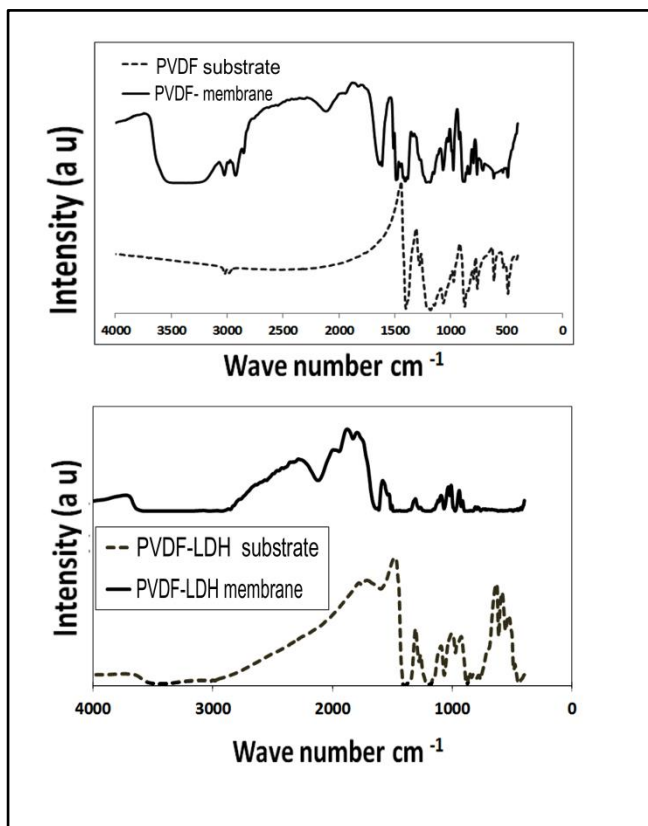 PVDF substrate
PVDF- membrane
Intensity (a u)
4000 3500 3000 2500 2000 1500 1000 500 0
Wave number cm -1
PVDF-LDH substrate
PVDF-LDH membrane
Intensity (a u)
4000 3000 2000 1000 0
Wave number cm -1